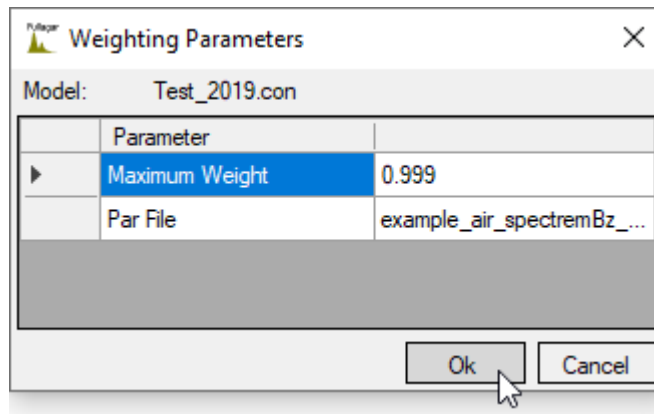 Weighting Parameters
Model: Test_2019.con
Parameter
Maximum Weight 0.999
Par File example_air_spectremBz_...
Ok Cancel